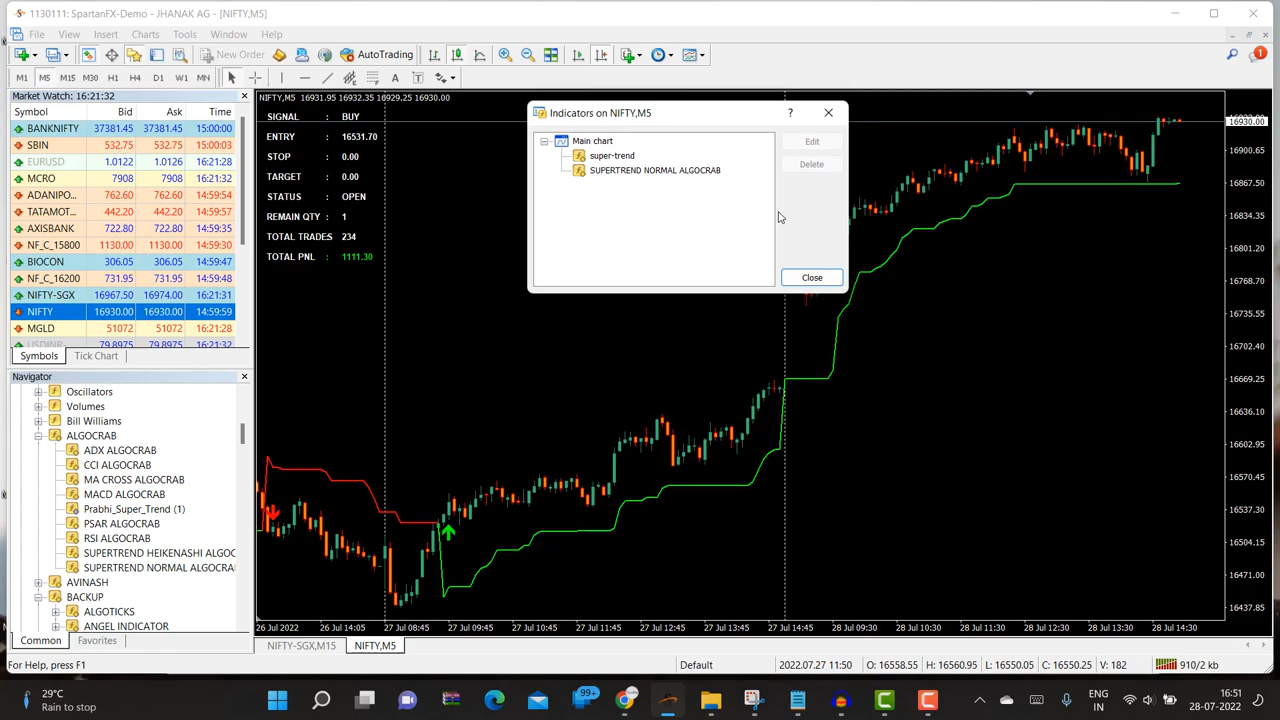 1130111: SpartanFX-Demo - JHANAK AG - [NIFTY,M5]
File View Insert Charts Tools Window Help
New Order AutoTrading 1
M1 M5 M15 M30 H1 H4 D1 W1 MN A T
Market Watch: 16:21:32
Symbol Bid Ask Time
BANKNIFTY 37381.45 37381.45 15:00:00
SBIN 532.75 532.75 15:00:03
EURUSD 1.0122 1.0126 16:21:28
MCRO 7908 7908 16:21:32
ADANIPO... 762.60 762.60 14:59:54
TATAMOT... 442.20 442.20 14:59:57
AXISBANK 722.80 722.80 14:59:57
NF_C_15800 1130.00 1130.00 14:59:53
BIOCON 306.05 306.05 14:59:47
NF_C_16200 731.95 731.95 14:59:48
NIFTY-SGX 16967.50 16974.00 16:21:31
NIFTY 16930.00 16930.00 14:59:59
MGLD 51072 51072 16:21:28
USDINR- 79.8975 79.8975 16:21:32
Symbols Tick Chart
Navigator
Oscillators
Volumes
Bill Williams
ALGOCRAB
ADX ALGOCRAB
CCI ALGOCRAB
MA CROSS ALGOCRAB
MACD ALGOCRAB
Prabhi_Super_Trend (1)
PSAR ALGOCRAB
RSI ALGOCRAB
SUPERTREND HEIKENASHI ALGOC
SUPERTREND NORMAL ALGOCRA
AVINASH
BACKUP
ALGOTICKS
ANGEL INDICATOR
Common Favorites
NIFTY,M5 16931.95 16932.35 16929.25 16930.00
SIGNAL : BUY
ENTRY : 16531.70
STOP : 0.00
TARGET : 0.00
STATUS : OPEN
REMAIN QTY : 1
TOTAL TRADES : 234
TOTAL PNL : 1111.30
Indicators on NIFTY,M5 ?
Main chart
super-trend
SUPERTREND NORMAL ALGOCRAB
Edit
Delete
Close
16930.00
16900.65
16867.50
16834.35
16801.20
16768.70
16735.55
16702.40
16669.25
16636.10
16602.95
16570.45
16537.30
16504.15
16471.00
16437.85
26 Jul 2022 26 Jul 14:05 27 Jul 08:45 27 Jul 09:45 27 Jul 10:45 27 Jul 11:45 27 Jul 12:45 27 Jul 13:45 27 Jul 14:45 28 Jul 09:30 28 Jul 10:30 28 Jul 11:30 28 Jul 12:30 28 Jul 13:30 28 Jul 14:30
NIFTY-SGX,M15 NIFTY,M5
For Help, press F1 Default 2022.07.27 11:50 O: 16558.55 H: 16560.95 L: 16550.05 C: 16550.25 V: 182 910/2 kb
29°C
Rain to stop
99+
ENG
IN
16:51
28-07-2022